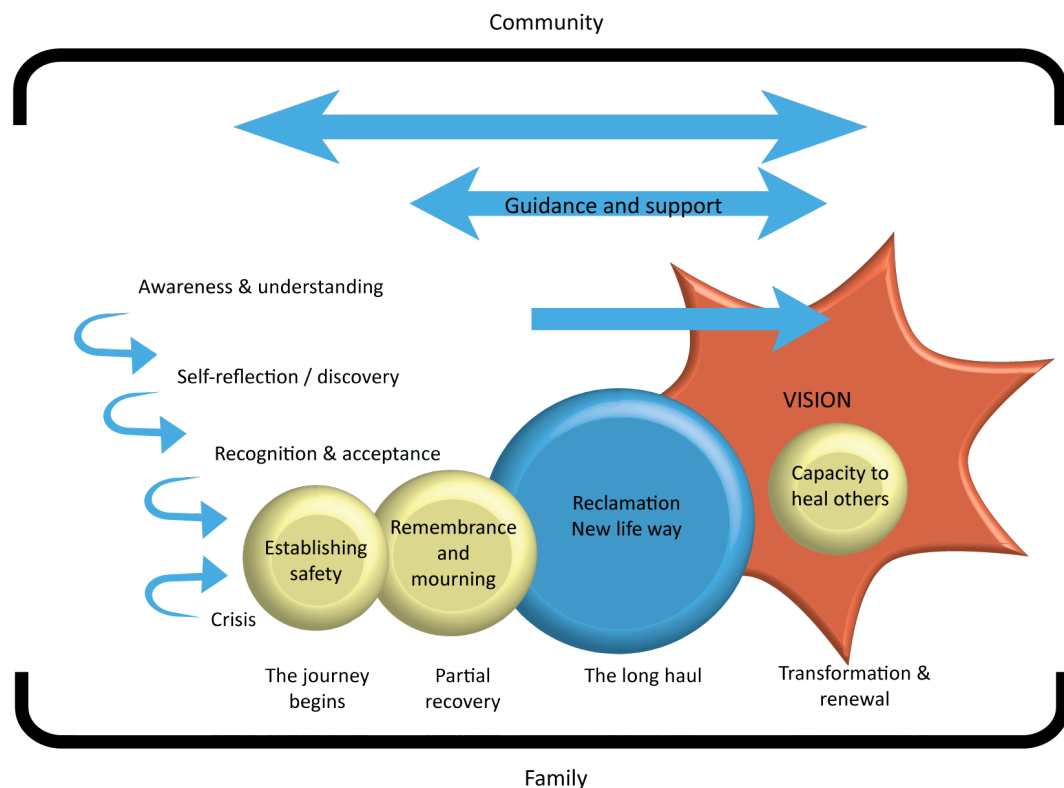 Community
Guidance and support
Awareness & understanding
Self-reflection / discovery
Recognition & acceptance
Crisis
Establishing
safety
Remembrance
and
mourning
Reclamation
New life way
VISION
Capacity to
heal others
The journey
begins
Partial
recovery
The long haul
Transformation &
renewal
Family